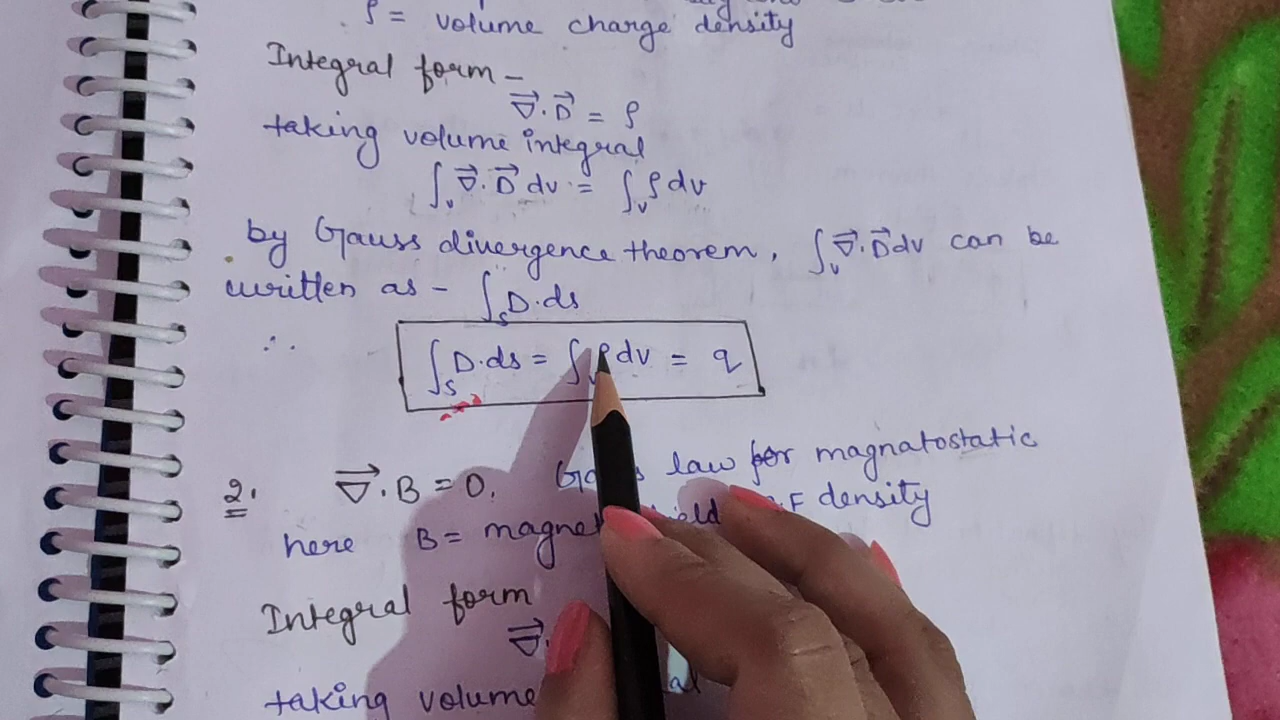 ρ = volume charge density
Integral form –
∇⃗·D⃗ = ρ
taking volume integral
∫ᵥ ∇⃗·D⃗ dv = ∫ᵥ ρ dv
by Gauss divergence theorem, ∫ᵥ ∇⃗·D⃗ dv can be
written as – ∫ₛ D·ds
∴ ∫ₛ D·ds = ∫ᵥ ρ dv = q
2. ∇⃗·B = 0. law for magnatostatic
here B = density
Integral form
∇⃗.
taking volume